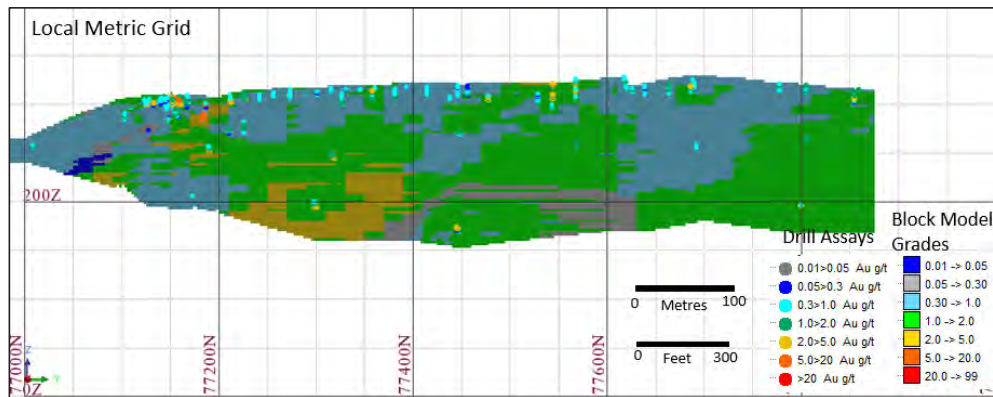 Local Metric Grid
200Z
Drill Assays
0.01>0.05 Au g/t
0.05>0.3 Au g/t
0.3>1.0 Au g/t
1.0>2.0 Au g/t
2.0>5.0 Au g/t
5.0>20 Au g/t
>20 Au g/t
Block Model
Grades
0.01 -> 0.05
0.05 -> 0.30
0.30 -> 1.0
1.0 -> 2.0
2.0 -> 5.0
5.0 -> 20.0
20.0 -> 99
0 100
Metres
0 300
Feet
77000N
77200N
77400N
77600N
Z
Y
0Z